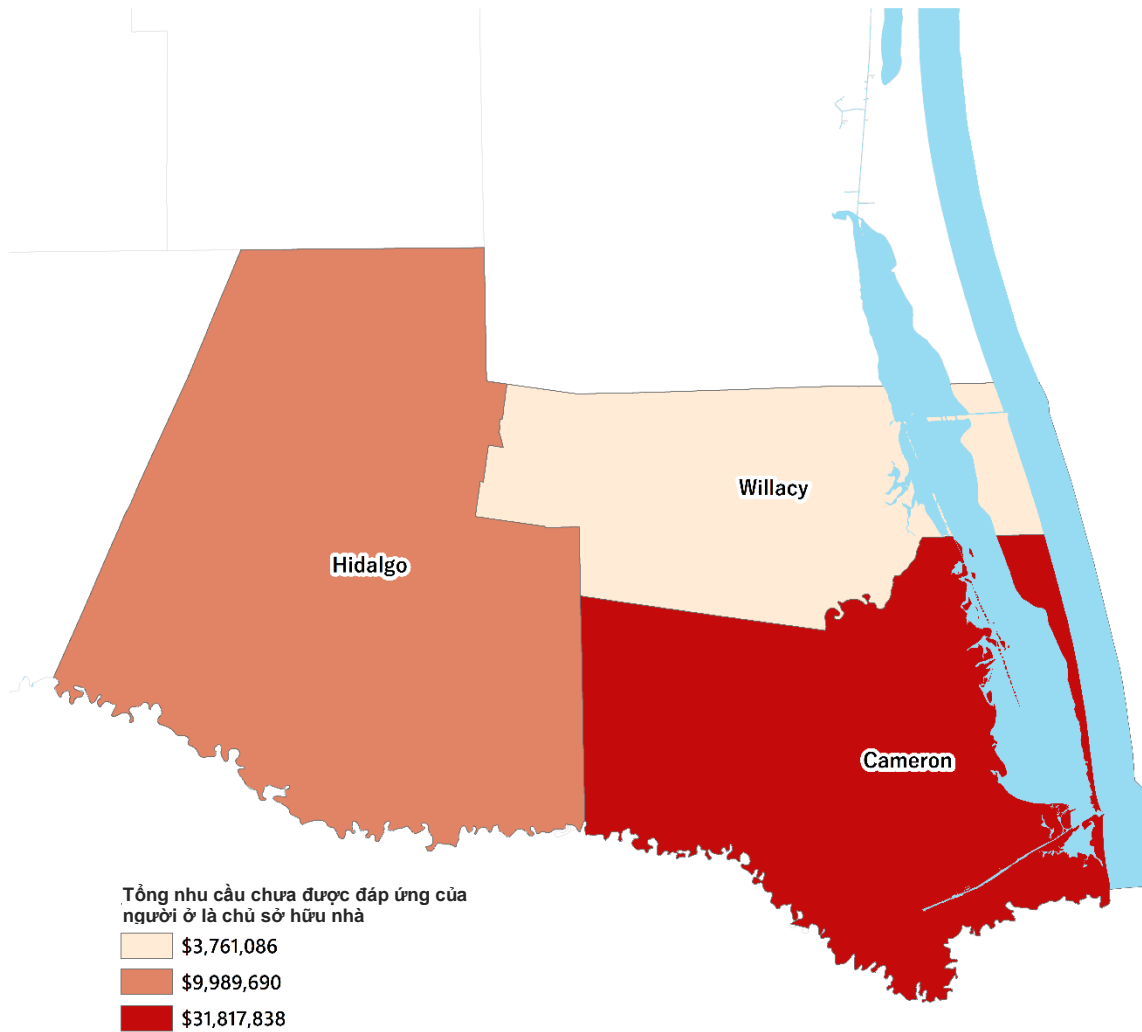 Willacy
Hidalgo
Cameron
Tổng nhu cầu chưa được đáp ứng của
người ở là chủ sở hữu nhà
$3,761,086
$9,989,690
$31,817,838